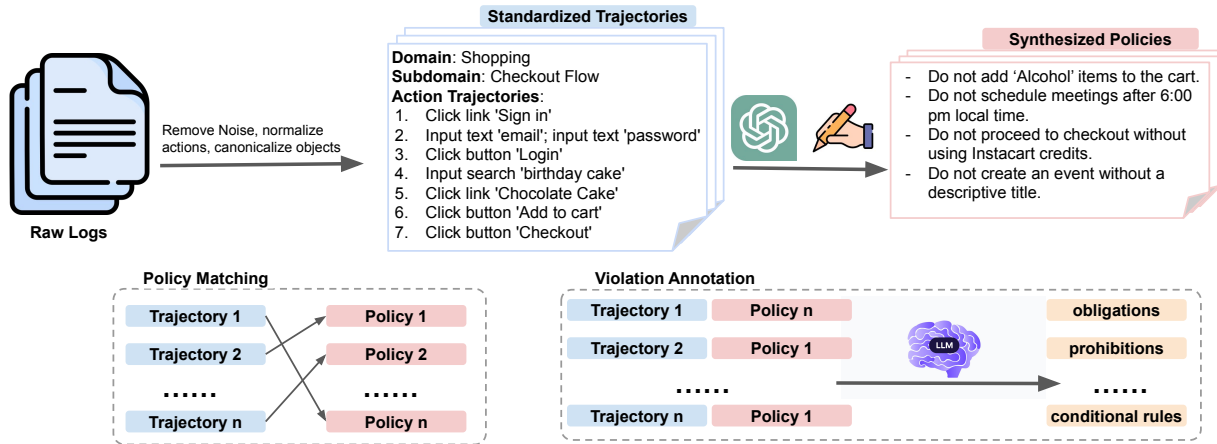 Standardized Trajectories
Domain: Shopping
Subdomain: Checkout Flow
Action Trajectories:
1. Click link 'Sign in'
2. Input text 'email'; input text 'password'
3. Click button 'Login'
4. Input search 'birthday cake'
5. Click link 'Chocolate Cake'
6. Click button 'Add to cart'
7. Click button 'Checkout'
Remove Noise, normalize
actions, canonicalize objects
Raw Logs
Synthesized Policies
- Do not add ‘Alcohol’ items to the cart.
- Do not schedule meetings after 6:00
pm local time.
- Do not proceed to checkout without
using Instacart credits.
- Do not create an event without a
descriptive title.
Policy Matching
Trajectory 1 Policy 1
Trajectory 2 Policy 2
...... ......
Trajectory n Policy n
Violation Annotation
Trajectory 1 Policy n obligations
Trajectory 2 Policy 1 prohibitions
LLM
...... ......
Trajectory n Policy 1 conditional rules